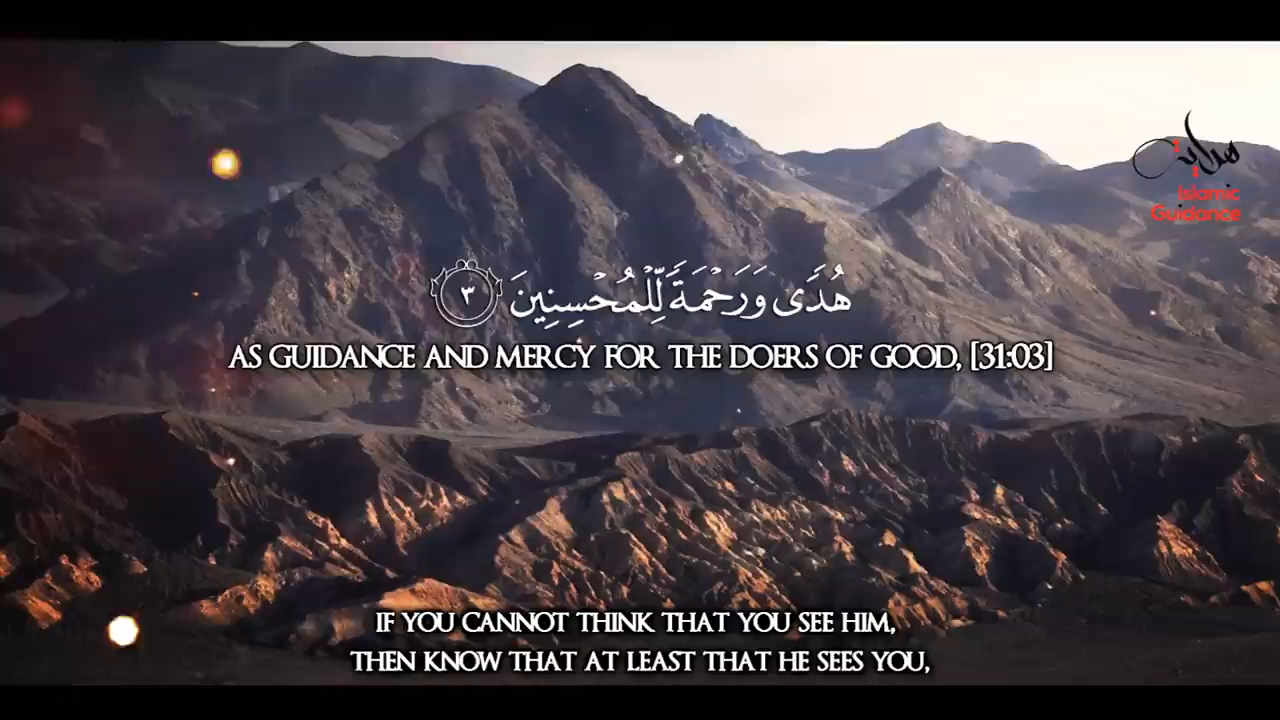 هداية
Islamic
Guidance
هُدًى وَرَحْمَةً لِّلْمُحْسِنِينَ ٣
AS GUIDANCE AND MERCY FOR THE DOERS OF GOOD, [31:03]
IF YOU CANNOT THINK THAT YOU SEE HIM,
THEN KNOW THAT AT LEAST THAT HE SEES YOU,